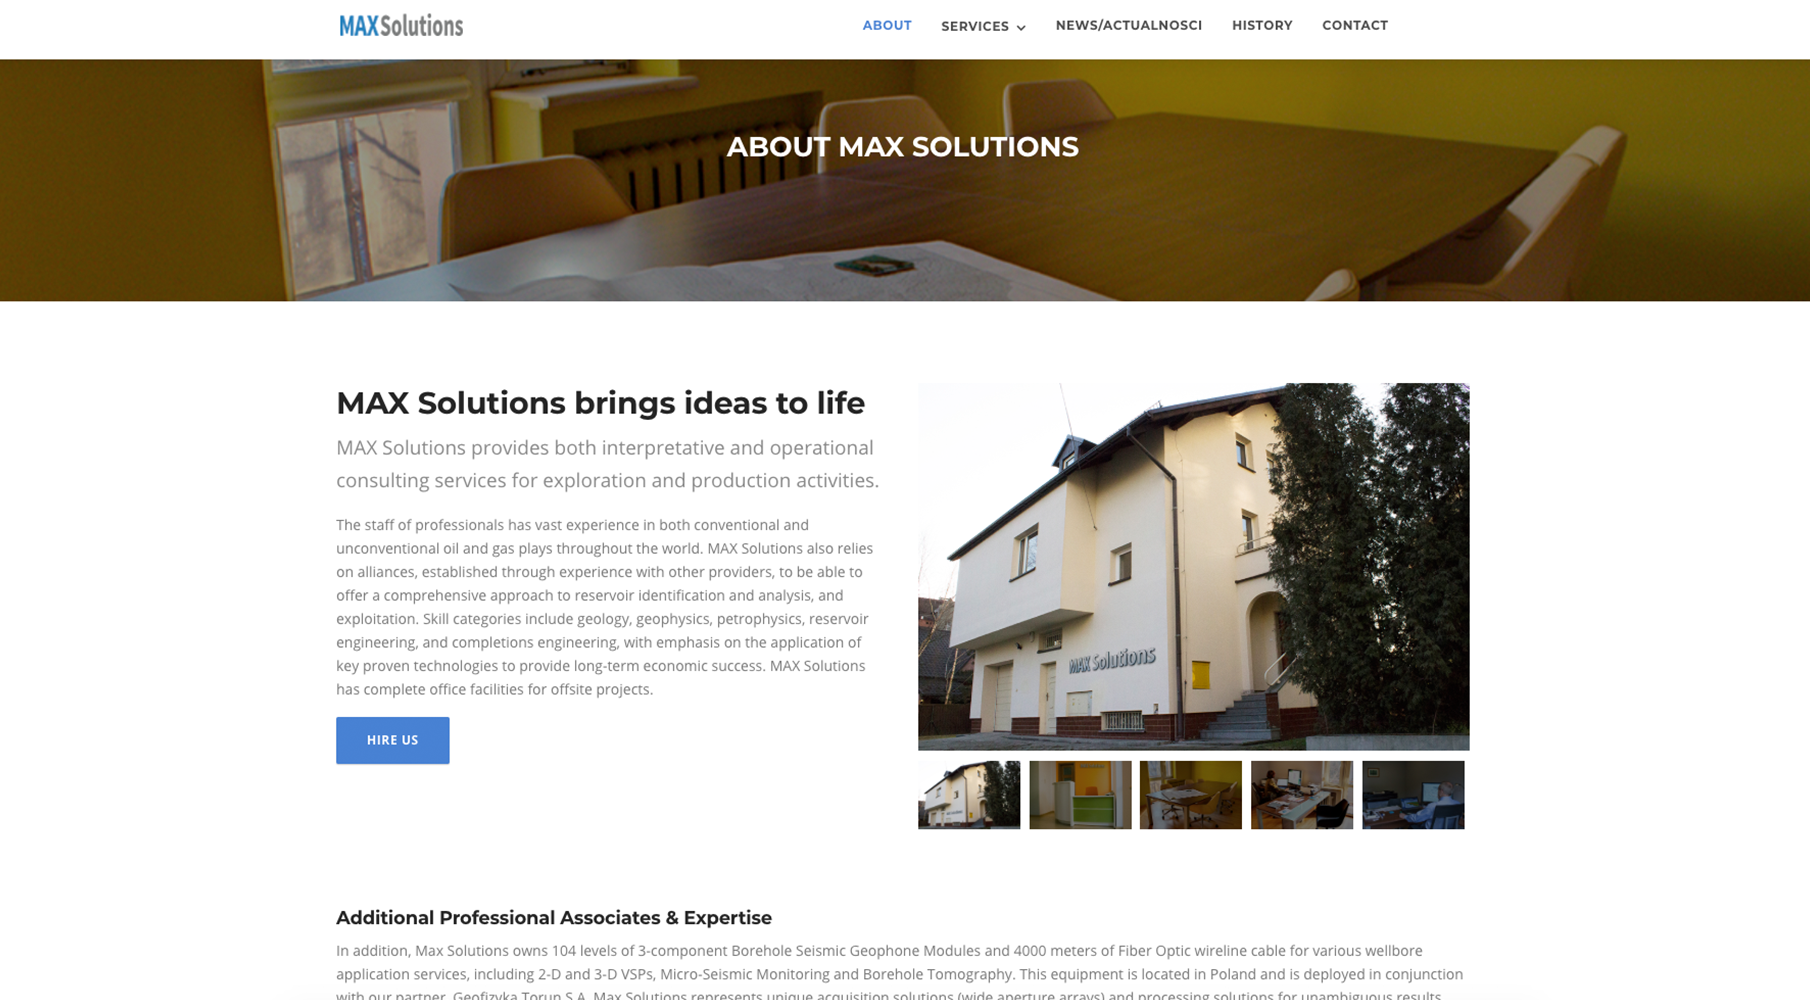 MAXSolutions
ABOUT SERVICES NEWS/ACTUALNOSCI HISTORY CONTACT
ABOUT MAX SOLUTIONS
MAX Solutions brings ideas to life
MAX Solutions provides both interpretative and operational
consulting services for exploration and production activities.
The staff of professionals has vast experience in both conventional and
unconventional oil and gas plays throughout the world. MAX Solutions also relies
on alliances, established through experience with other providers, to be able to
offer a comprehensive approach to reservoir identification and analysis, and
exploitation. Skill categories include geology, geophysics, petrophysics, reservoir
engineering, and completions engineering, with emphasis on the application of
key proven technologies to provide long-term economic success. MAX Solutions
has complete office facilities for offsite projects.
HIRE US
MAX Solutions
Additional Professional Associates & Expertise
In addition, Max Solutions owns 104 levels of 3-component Borehole Seismic Geophone Modules and 4000 meters of Fiber Optic wireline cable for various wellbore
application services, including 2-D and 3-D VSPs, Micro-Seismic Monitoring and Borehole Tomography. This equipment is located in Poland and is deployed in conjunction
with our partner, Geofizyka Torun S.A. Max Solutions represents unique acquisition solutions (wide aperture arrays) and processing solutions for unambiguous results